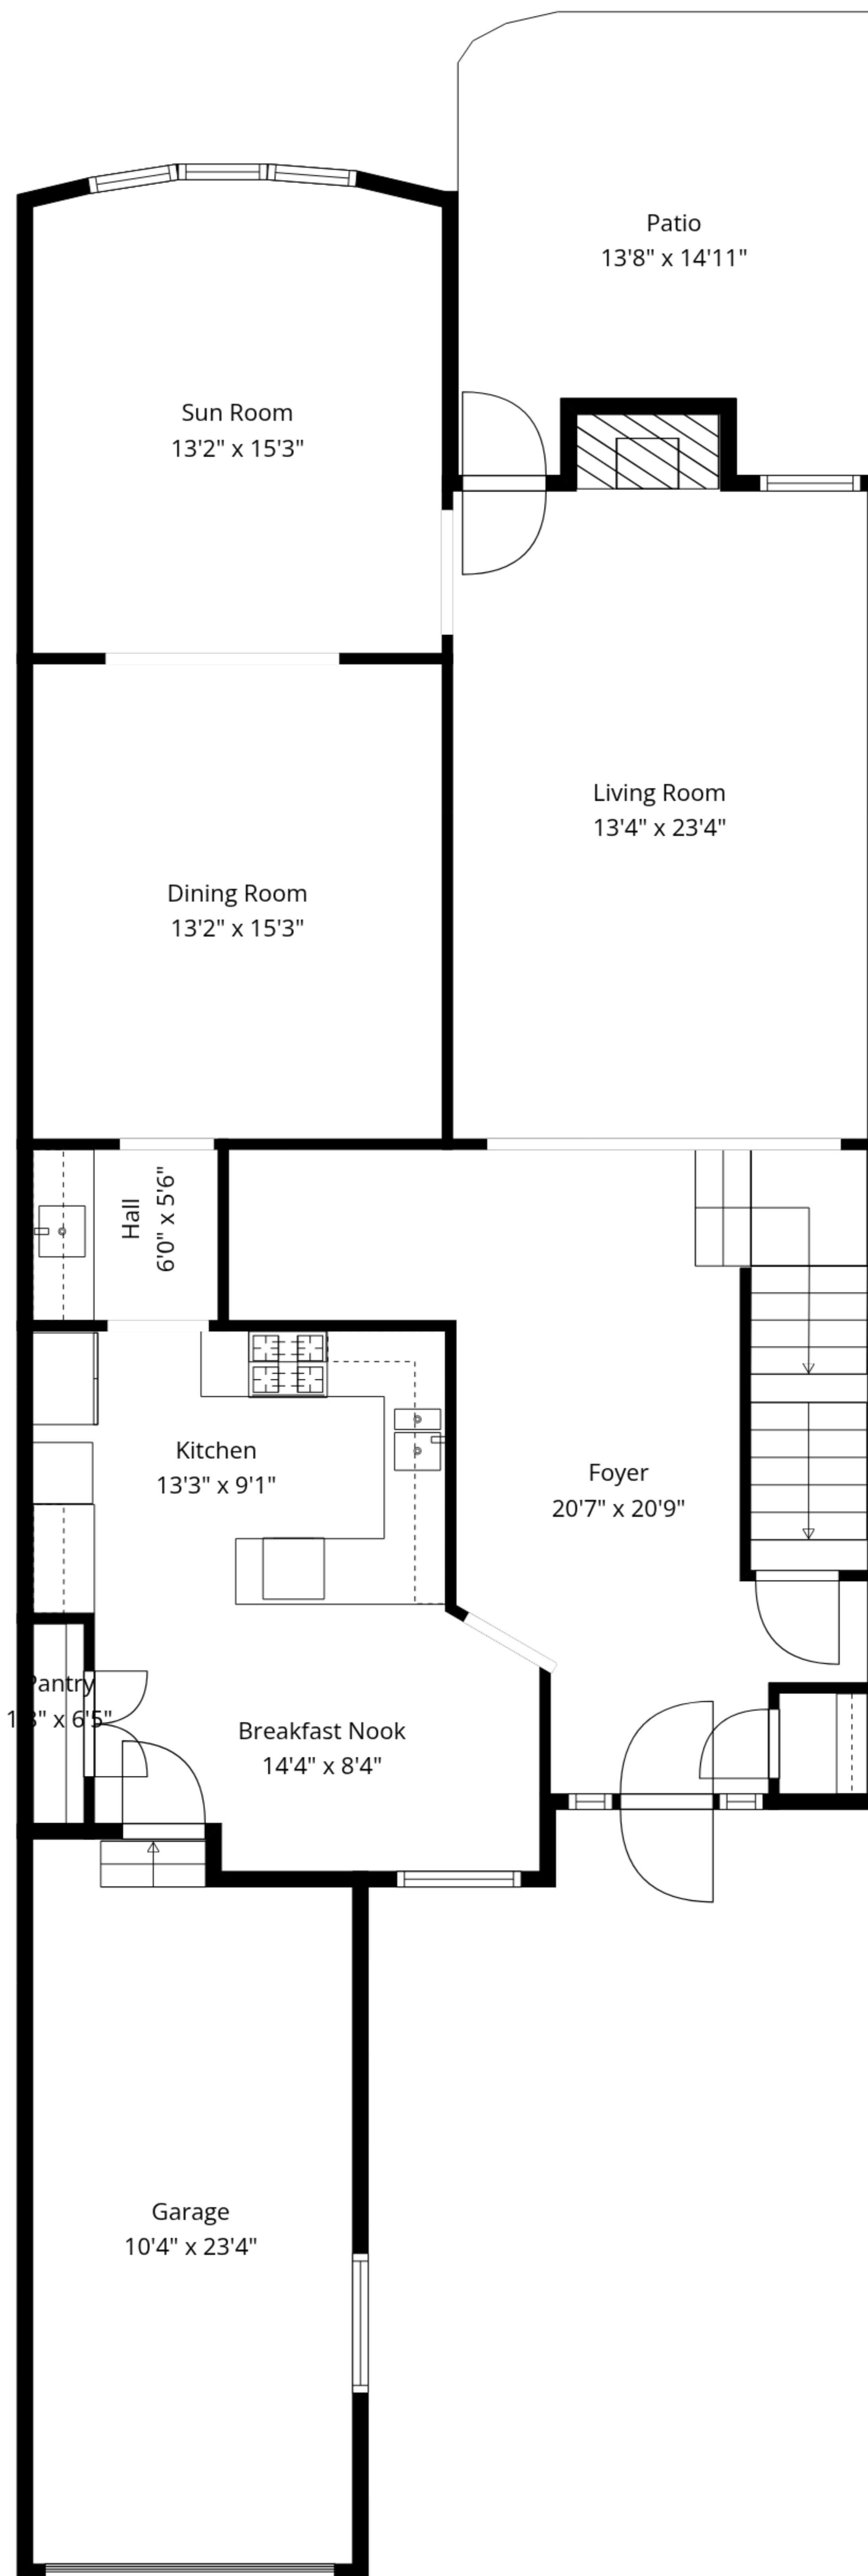 Patio
13'8" x 14'11"
Sun Room
13'2" x 15'3"
Living Room
13'4" x 23'4"
Dining Room
13'2" x 15'3"
Hall
6'0" x 5'6"
Kitchen
13'3" x 9'1"
Foyer
20'7" x 20'9"
Pantry
x 6'5"
Breakfast Nook
14'4" x 8'4"
Garage
10'4" x 23'4"